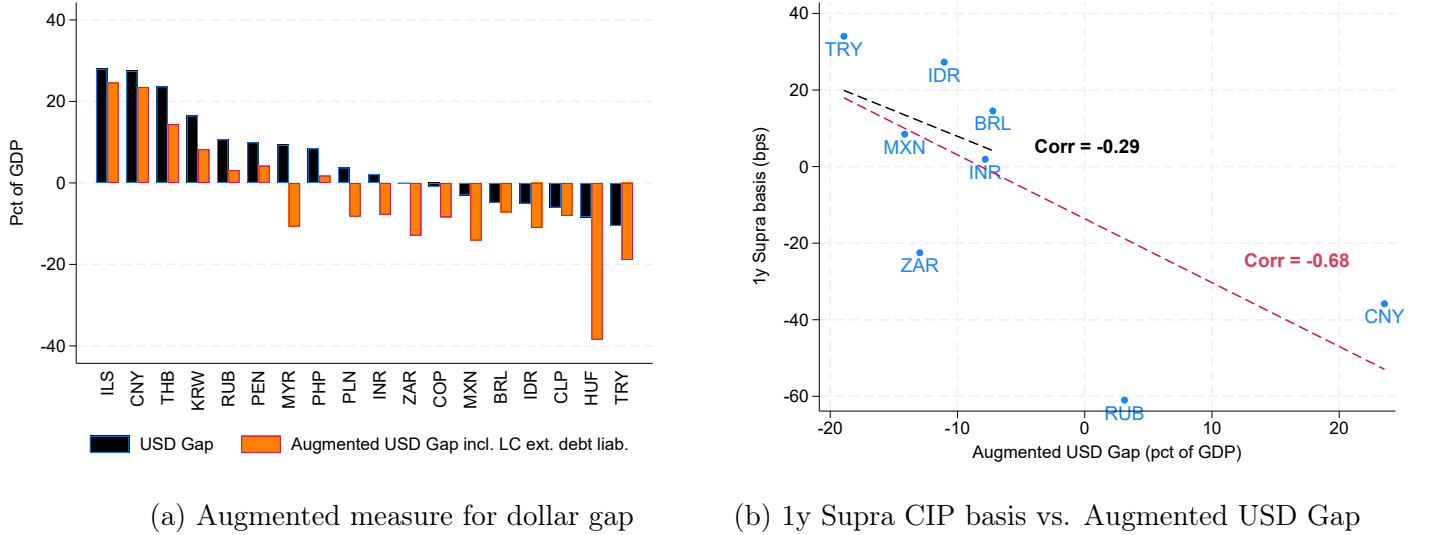 Pct of GDP
40
20
0
-20
-40
ILS
CNY
THB
KRW
RUB
PEN
MYR
PHP
PLN
INR
ZAR
COP
MXN
BRL
IDR
CLP
HUF
TRY
USD Gap
Augmented USD Gap incl. LC ext. debt liab.
(a) Augmented measure for dollar gap
1y Supra basis (bps)
40
20
0
-20
-40
-60
TRY
IDR
BRL
MXN
Corr = -0.29
INR
ZAR
Corr = -0.68
CNY
RUB
-20
-10
0
10
20
Augmented USD Gap (pct of GDP)
(b) 1y Supra CIP basis vs. Augmented USD Gap